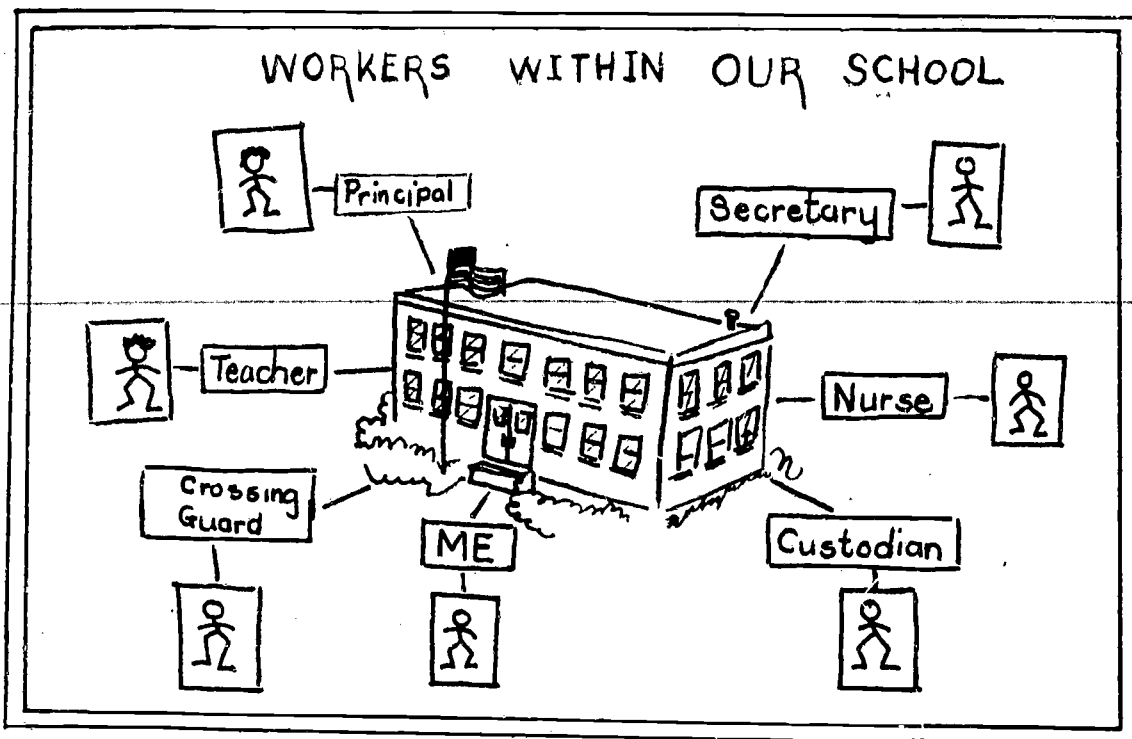 WORKERS WITHIN OUR SCHOOL
Principal
Secretary
Teacher
Nurse
Crossing
Guard
ME
Custodian